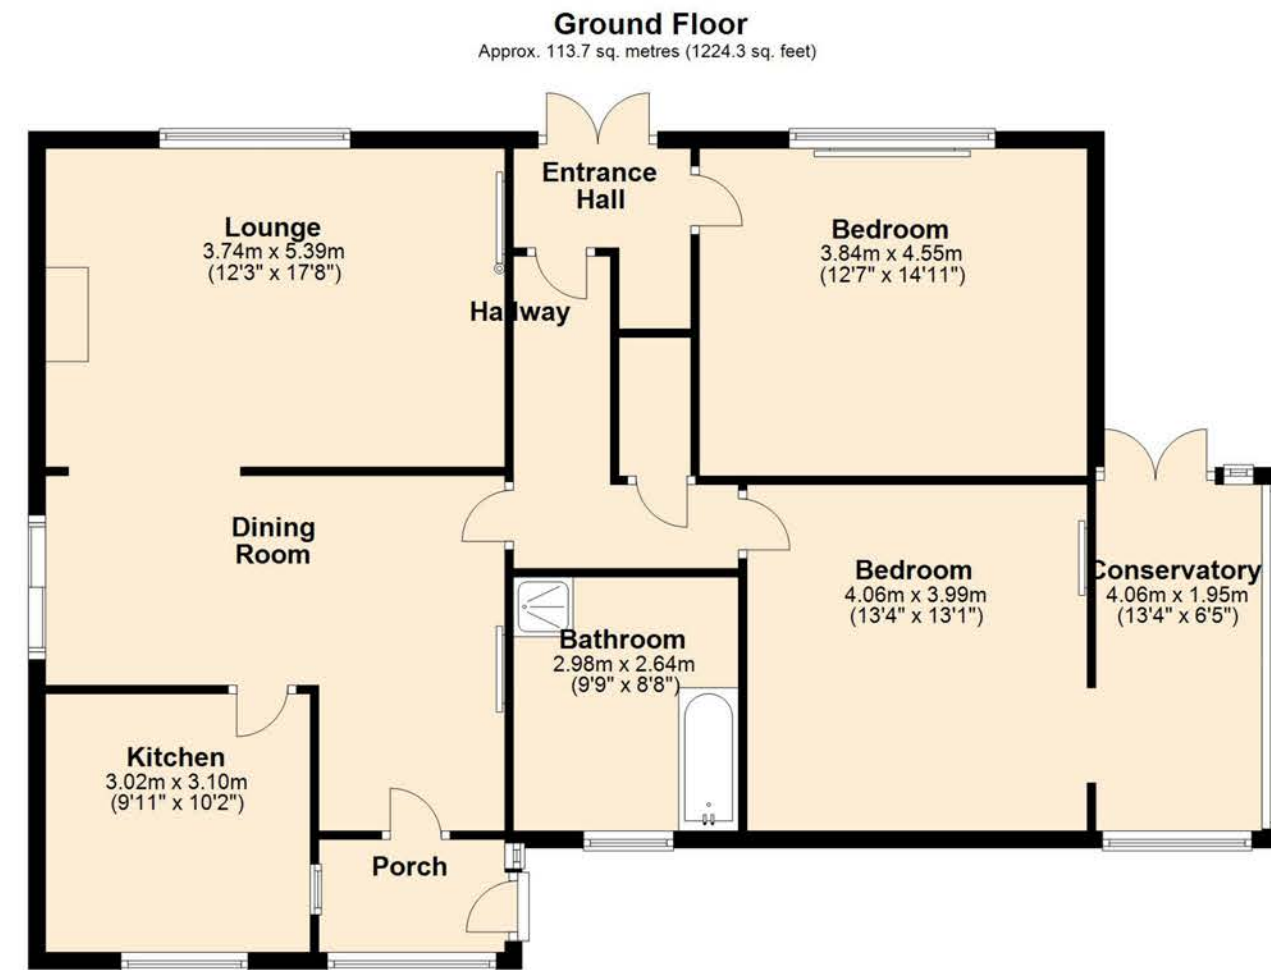 Ground Floor
Approx. 113.7 sq. metres (1224.3 sq. feet)
Entrance
Hall
Lounge
3.74m x 5.39m
(12'3" x 17'8")
Bedroom
3.84m x 4.55m
(12'7" x 14'11")
Hallway
Dining
Room
Bedroom
4.06m x 3.99m
(13'4" x 13'1")
Conservatory
4.06m x 1.95m
(13'4" x 6'5")
Bathroom
2.98m x 2.64m
(9'9" x 8'8")
Kitchen
3.02m x 3.10m
(9'11" x 10'2")
Porch